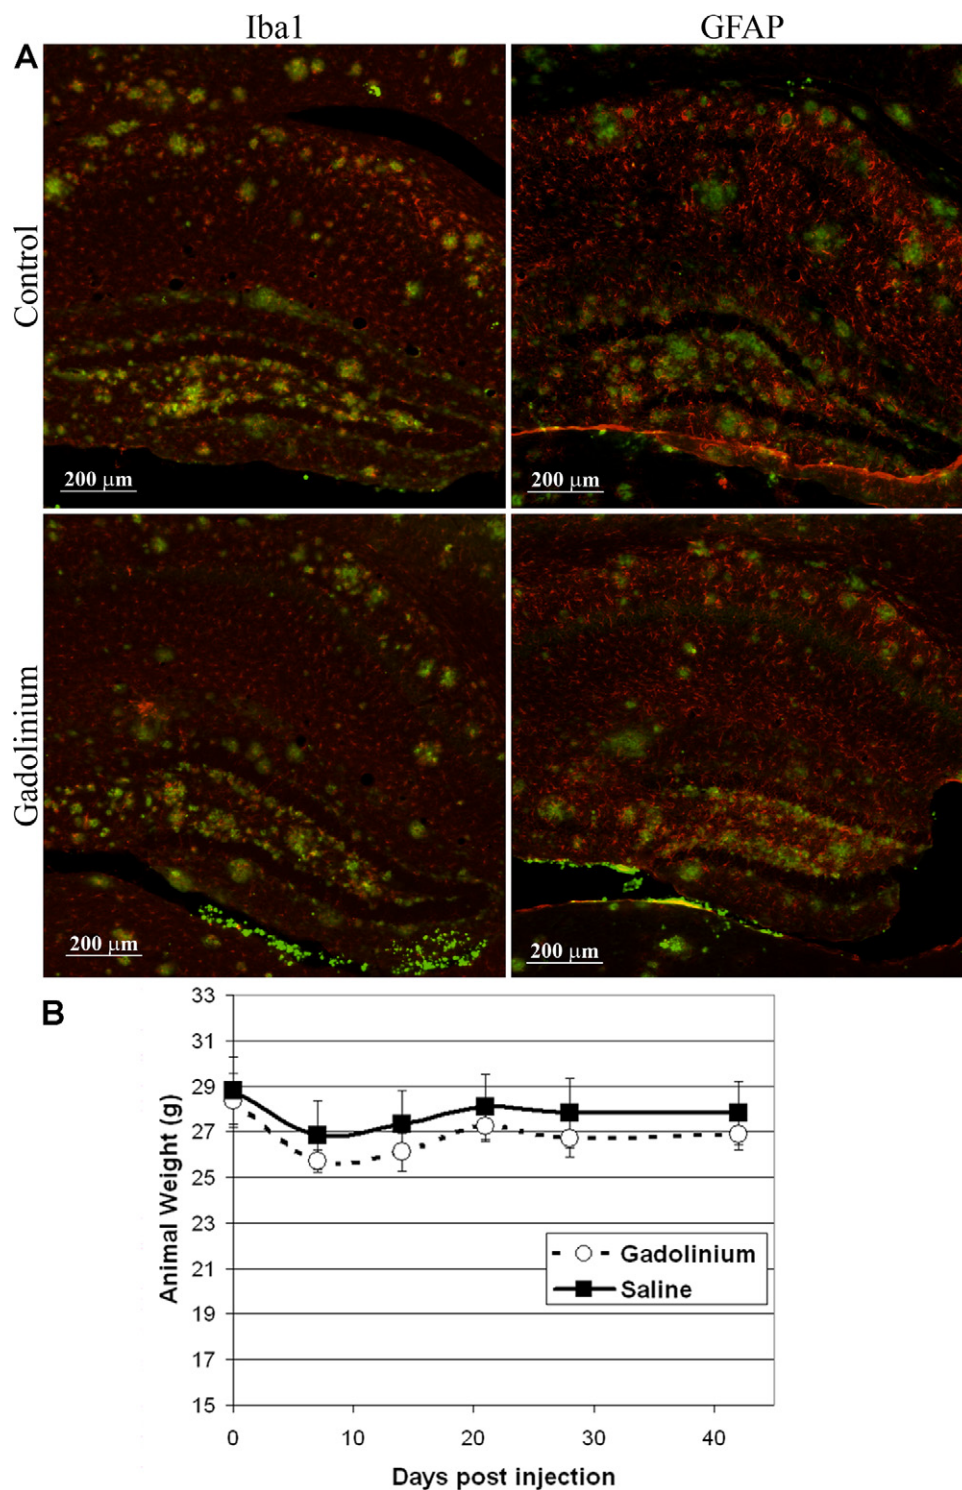 Iba1 GFAP
A
Control
200 µm 200 µm
Gadolinium
200 µm 200 µm
B
33
31
29
27
25
23
21
19
17
15
Animal Weight (g)
Gadolinium
Saline
0 10 20 30 40
Days post injection